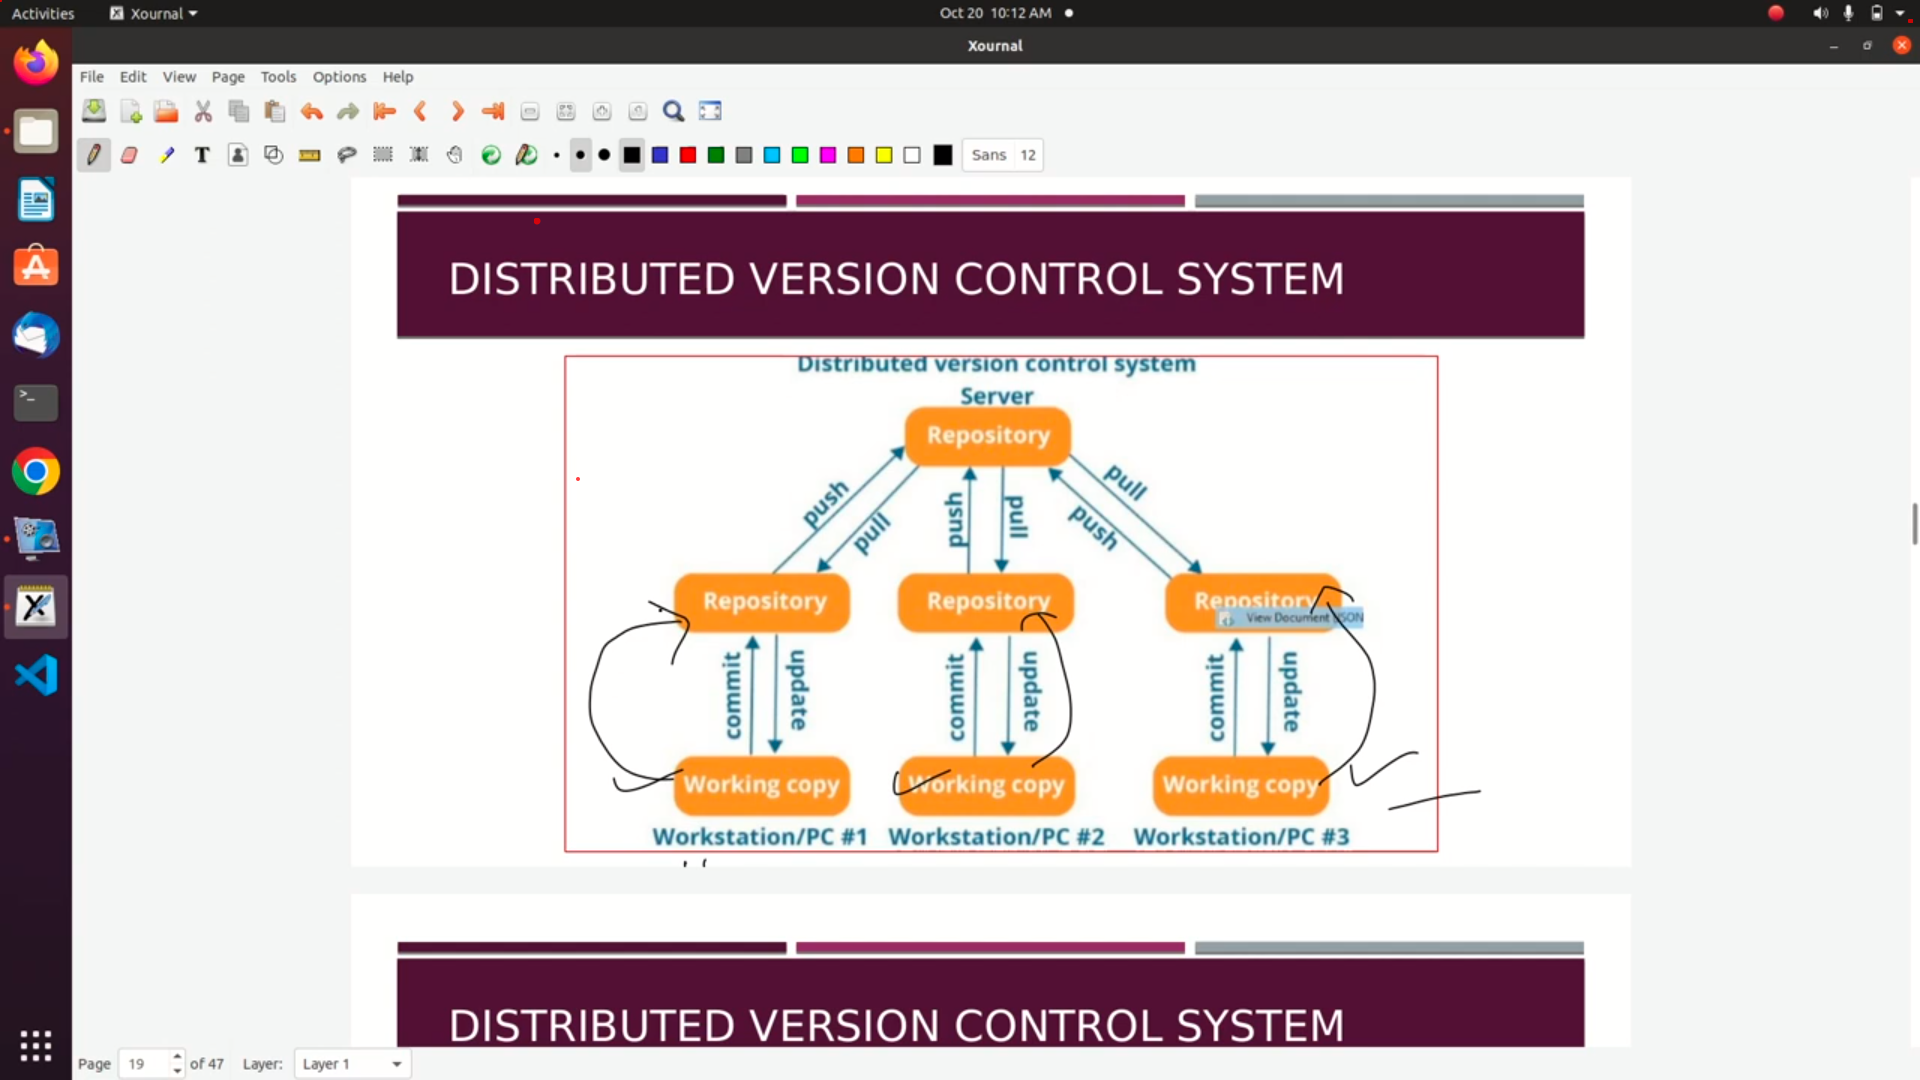 Activities Xournal Oct 20 10:12 AM
Xournal
File Edit View Page Tools Options Help
T Sans 12
DISTRIBUTED VERSION CONTROL SYSTEM
Distributed version control system
Server
Repository
push pull push pull push pull
Repository Repository Repository
View Document JSON
commit update commit update commit update
Working copy Working copy Working copy
Workstation/PC #1 Workstation/PC #2 Workstation/PC #3
DISTRIBUTED VERSION CONTROL SYSTEM
Page 19 of 47 Layer: Layer 1